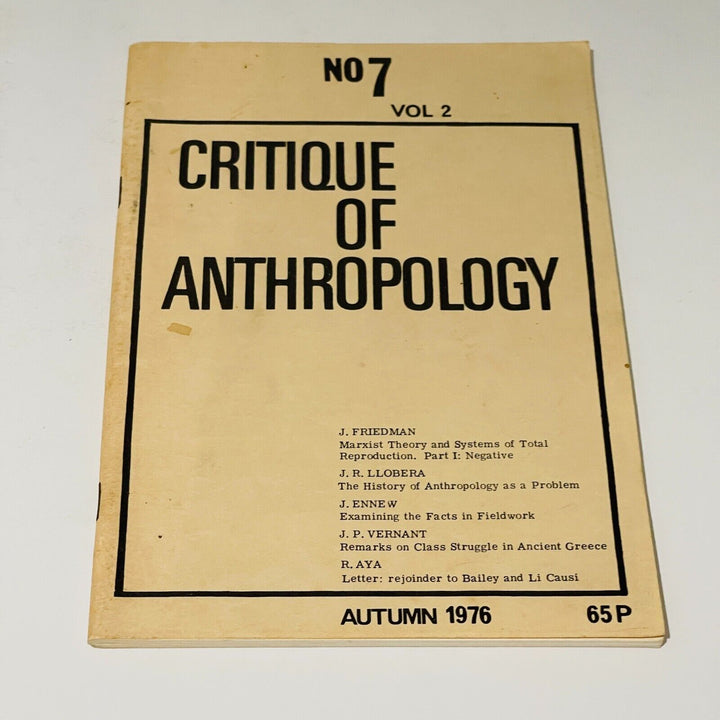 NO 7
VOL 2
CRITIQUE
OF
ANTHROPOLOGY
J. FRIEDMAN
Marxist Theory and Systems of Total
Reproduction. Part I: Negative
J. R. LLOBERA
The History of Anthropology as a Problem
J. ENNEW
Examining the Facts in Fieldwork
J. P. VERNANT
Remarks on Class Struggle in Ancient Greece
R. AYA
Letter: rejoinder to Bailey and Li Causi
AUTUMN 1976 65P